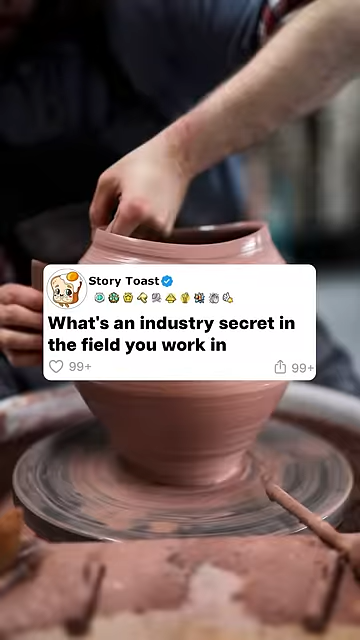 Story Toast
What's an industry secret in
the field you work in
99+
99+